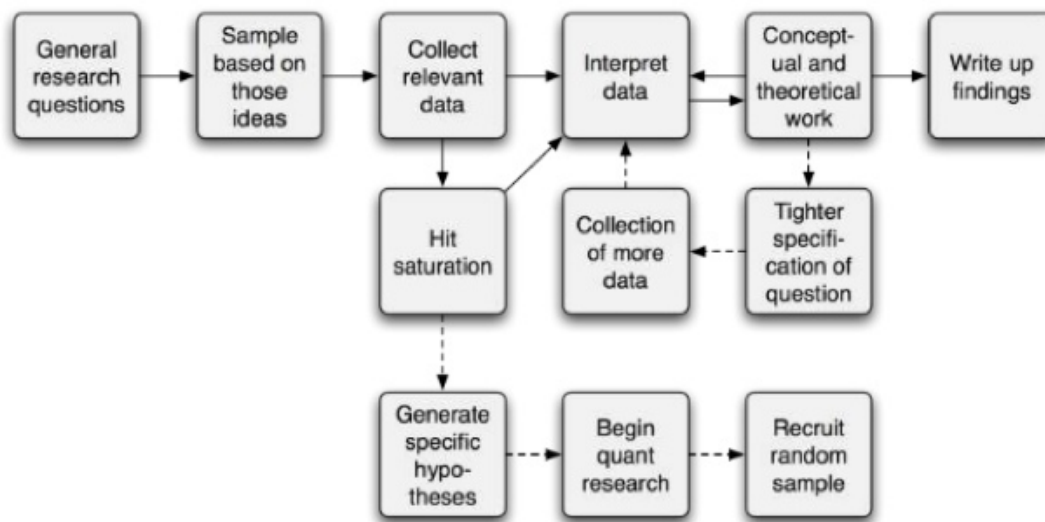 General
research
questions
Sample
based on
those
ideas
Collect
relevant
data
Interpret
data
Concept-
ual and
theoretical
work
Write up
findings
Hit
saturation
Collection
of more
data
Tighter
specifi-
cation of
question
Generate
specific
hypo-
theses
Begin
quant
research
Recruit
random
sample